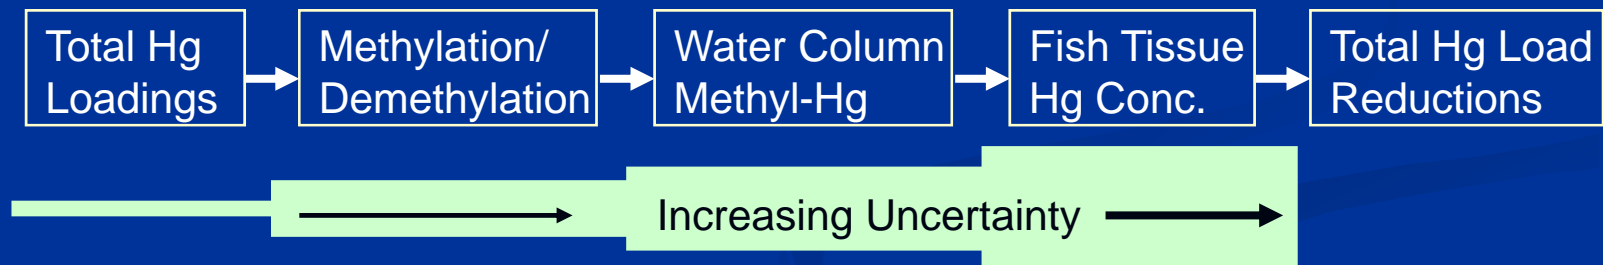 Total Hg
Loadings
Methylation/
Demethylation
Water Column
Methyl-Hg
Fish Tissue
Hg Conc.
Total Hg Load
Reductions
Increasing Uncertainty